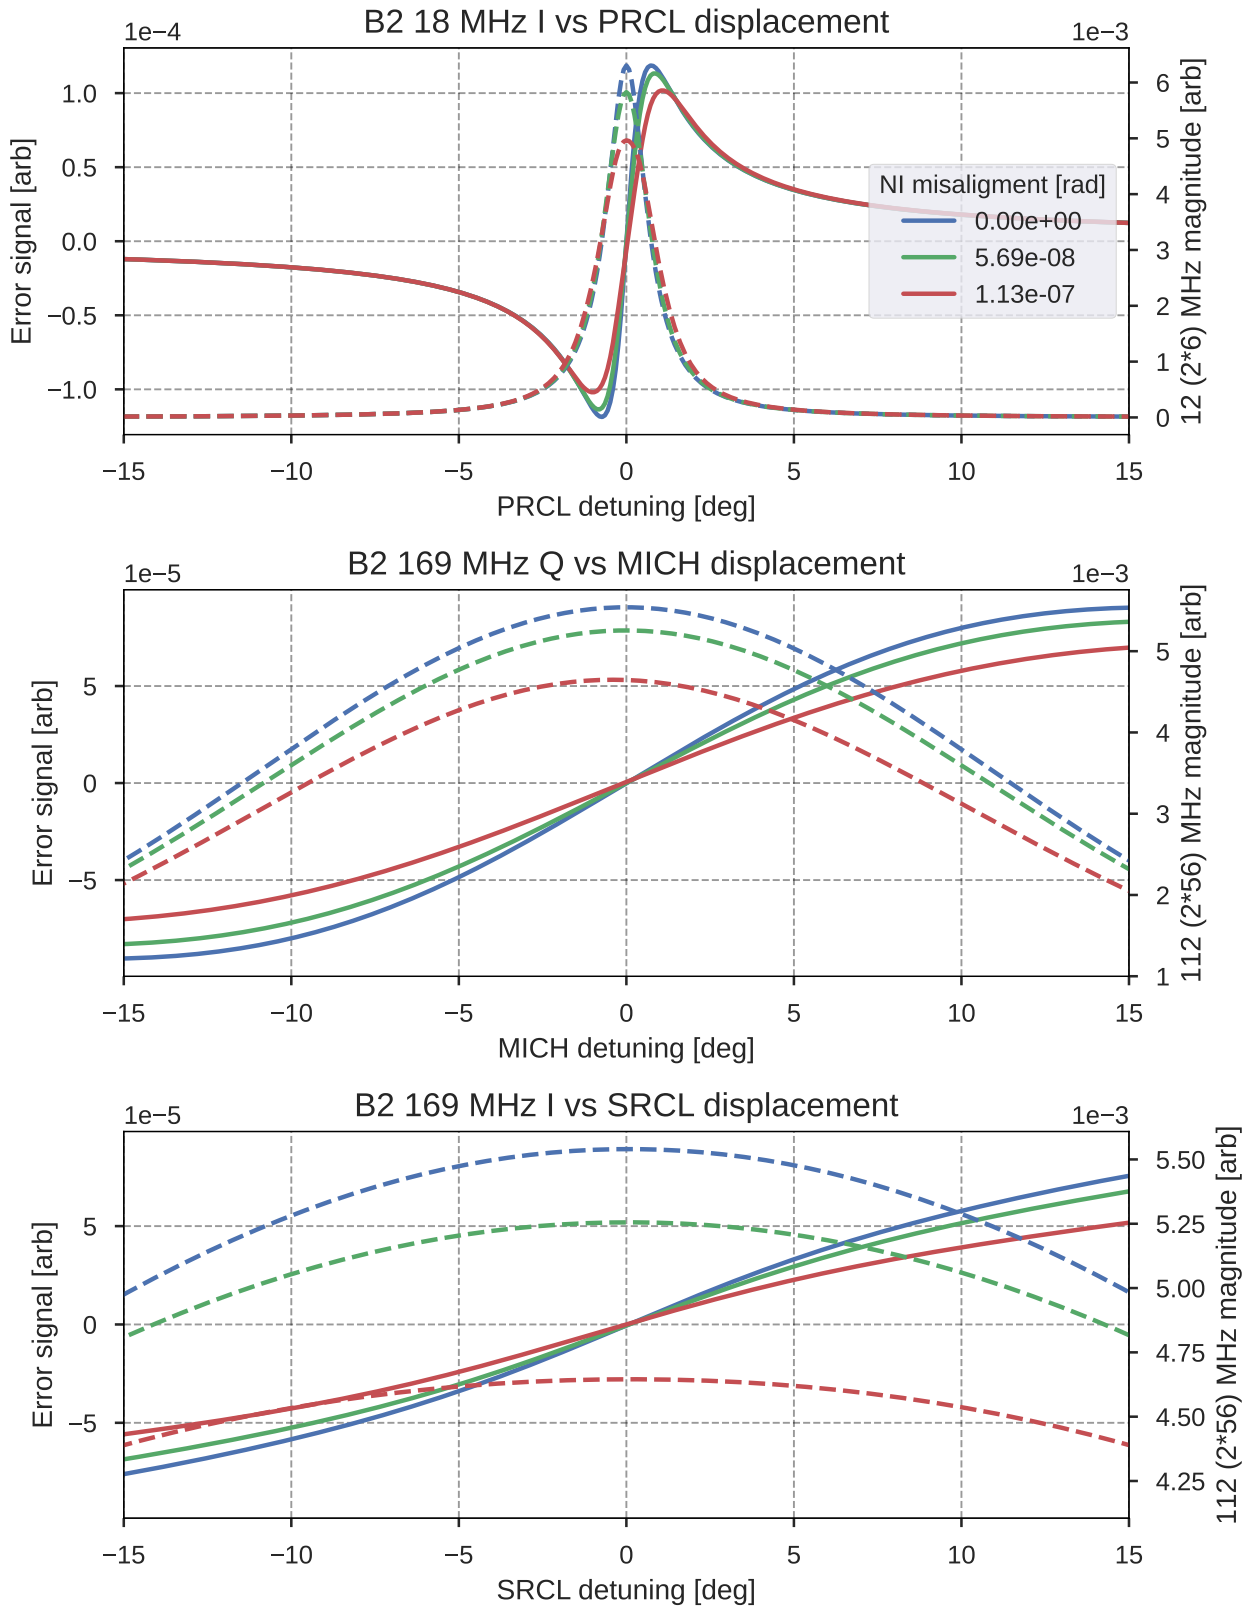 B2 18 MHz I vs PRCL displacement
1e−4
1e−3
Error signal [arb]
1.0
0.5
0.0
−0.5
−1.0
12 (2*6) MHz magnitude [arb]
6
5
4
3
2
1
0
NI misaligment [rad]
0.00e+00
5.69e-08
1.13e-07
−15 −10 −5 0 5 10 15
PRCL detuning [deg]
B2 169 MHz Q vs MICH displacement
1e−5
1e−3
Error signal [arb]
5
0
−5
112 (2*56) MHz magnitude [arb]
5
4
3
2
1
−15 −10 −5 0 5 10 15
MICH detuning [deg]
B2 169 MHz I vs SRCL displacement
1e−5
1e−3
Error signal [arb]
5
0
−5
112 (2*56) MHz magnitude [arb]
5.50
5.25
5.00
4.75
4.50
4.25
−15 −10 −5 0 5 10 15
SRCL detuning [deg]